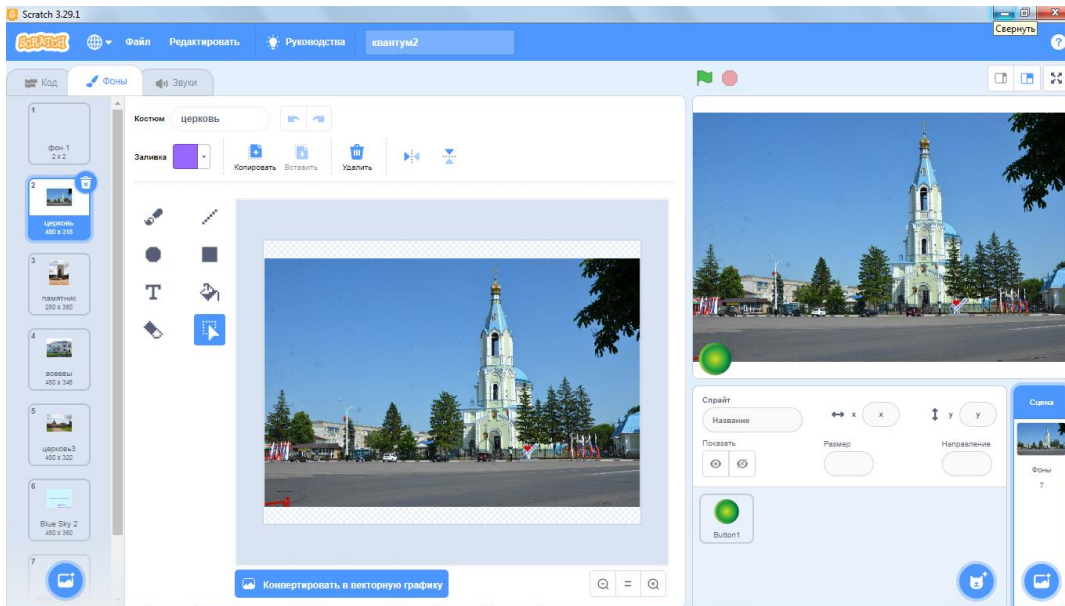 Scratch 3.29.1
Свернуть
SCRATCH
Файл
Редактировать
Руководства
квантум2
?
Код
Фоны
Звуки
1
фон 1
2 x 2
2
церковь
480 x 318
3
памятник
280 x 360
4
480 x 346
5
церковь3
480 x 320
6
Blue Sky 2
480 x 360
7
Костюм
церковь
Заливка
Копировать
Вставить
Удалить
T
Конвертировать в векторную графику
=
Спрайт
Название
x
x
y
y
Показать
Размер
Направление
Button1
Сцена
Фоны
7